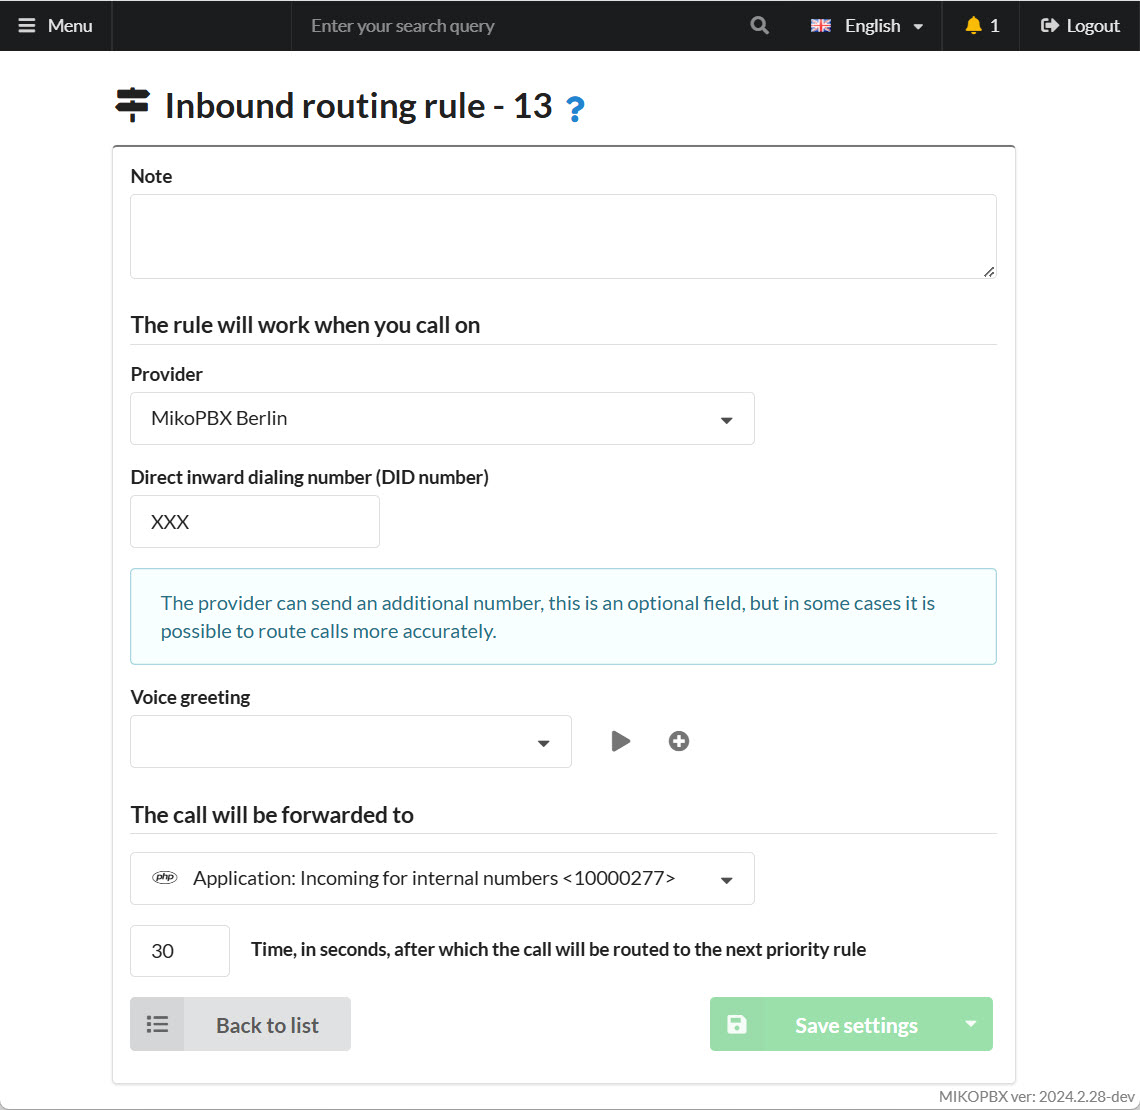 Menu
Enter your search query
English
1
Logout
Inbound routing rule - 13 ?
Note
The rule will work when you call on
Provider
MikoPBX Berlin
Direct inward dialing number (DID number)
XXX
The provider can send an additional number, this is an optional field, but in some cases it is
possible to route calls more accurately.
Voice greeting
The call will be forwarded to
php Application: Incoming for internal numbers <10000277>
30 Time, in seconds, after which the call will be routed to the next priority rule
Back to list
Save settings
MIKOPBX ver: 2024.2.28-dev